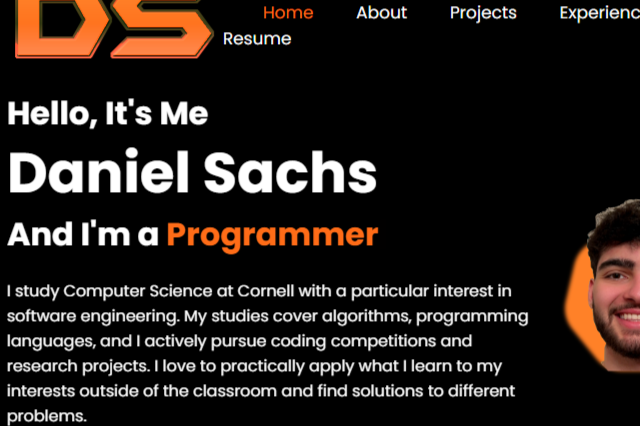 DS
Home About Projects Experienc
Resume
Hello, It's Me
Daniel Sachs
And I'm a Programmer
I study Computer Science at Cornell with a particular interest in
software engineering. My studies cover algorithms, programming
languages, and I actively pursue coding competitions and
research projects. I love to practically apply what I learn to my
interests outside of the classroom and find solutions to different
problems.